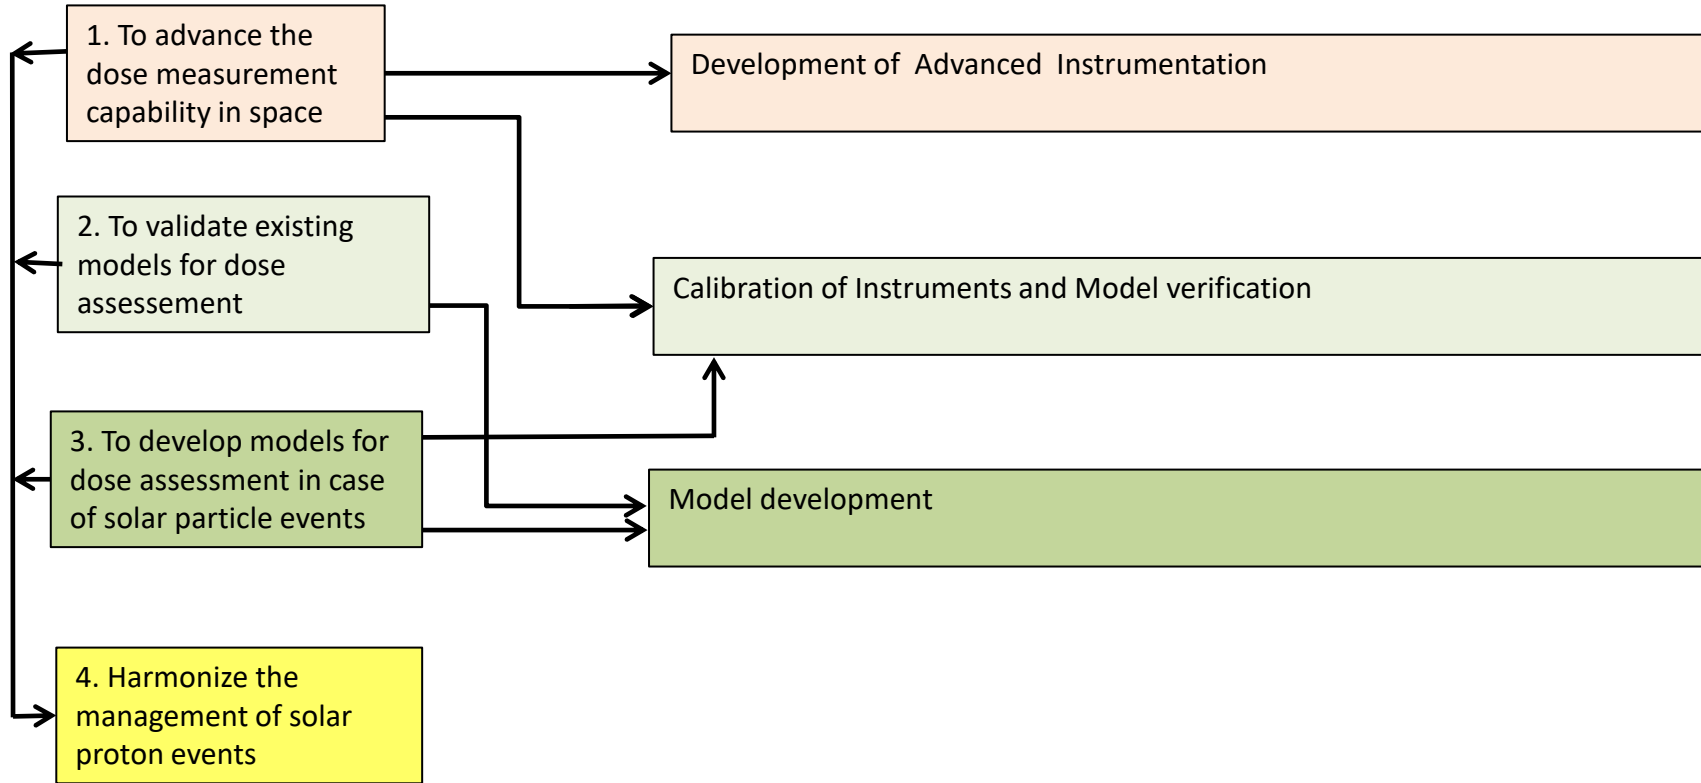 1. To advance the
dose measurement
capability in space
Development of  Advanced  Instrumentation
2. To validate existing
models for dose
assessement
Calibration of Instruments and Model verification
3. To develop models for
dose assessment in case
of solar particle events
Model development
4. Harmonize the
management of solar
proton events